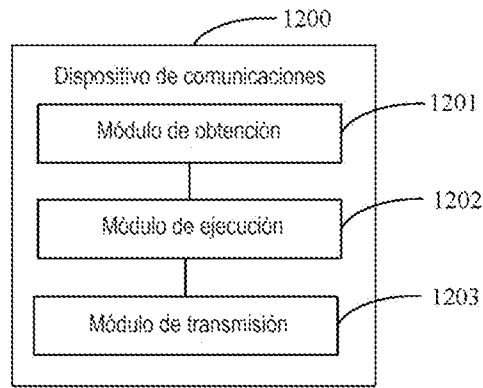 1200
Dispositivo de comunicaciones
Módulo de obtención
1201
Módulo de ejecución
1202
Módulo de transmisión
1203